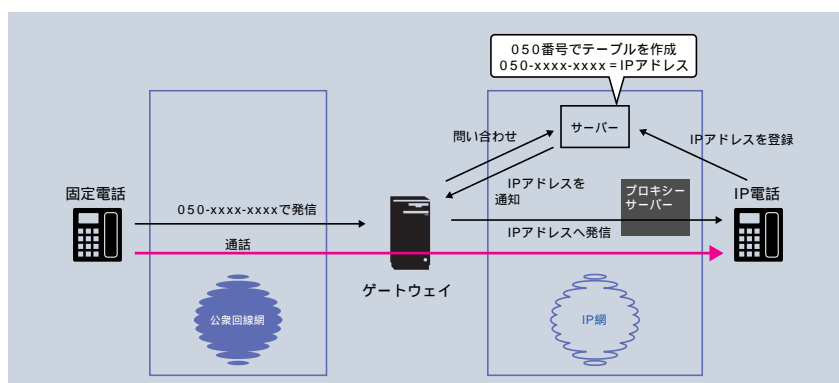 050番号でテーブルを作成
050-xxxx-xxxx=IPアドレス
サーバー
問い合わせ
IPアドレスを登録
IPアドレスを
通知
プロキシー
サーバー
固定電話
IP電話
050-xxxx-xxxxで発信
IPアドレスへ発信
通話
ゲートウェイ
公衆回線網
IP網